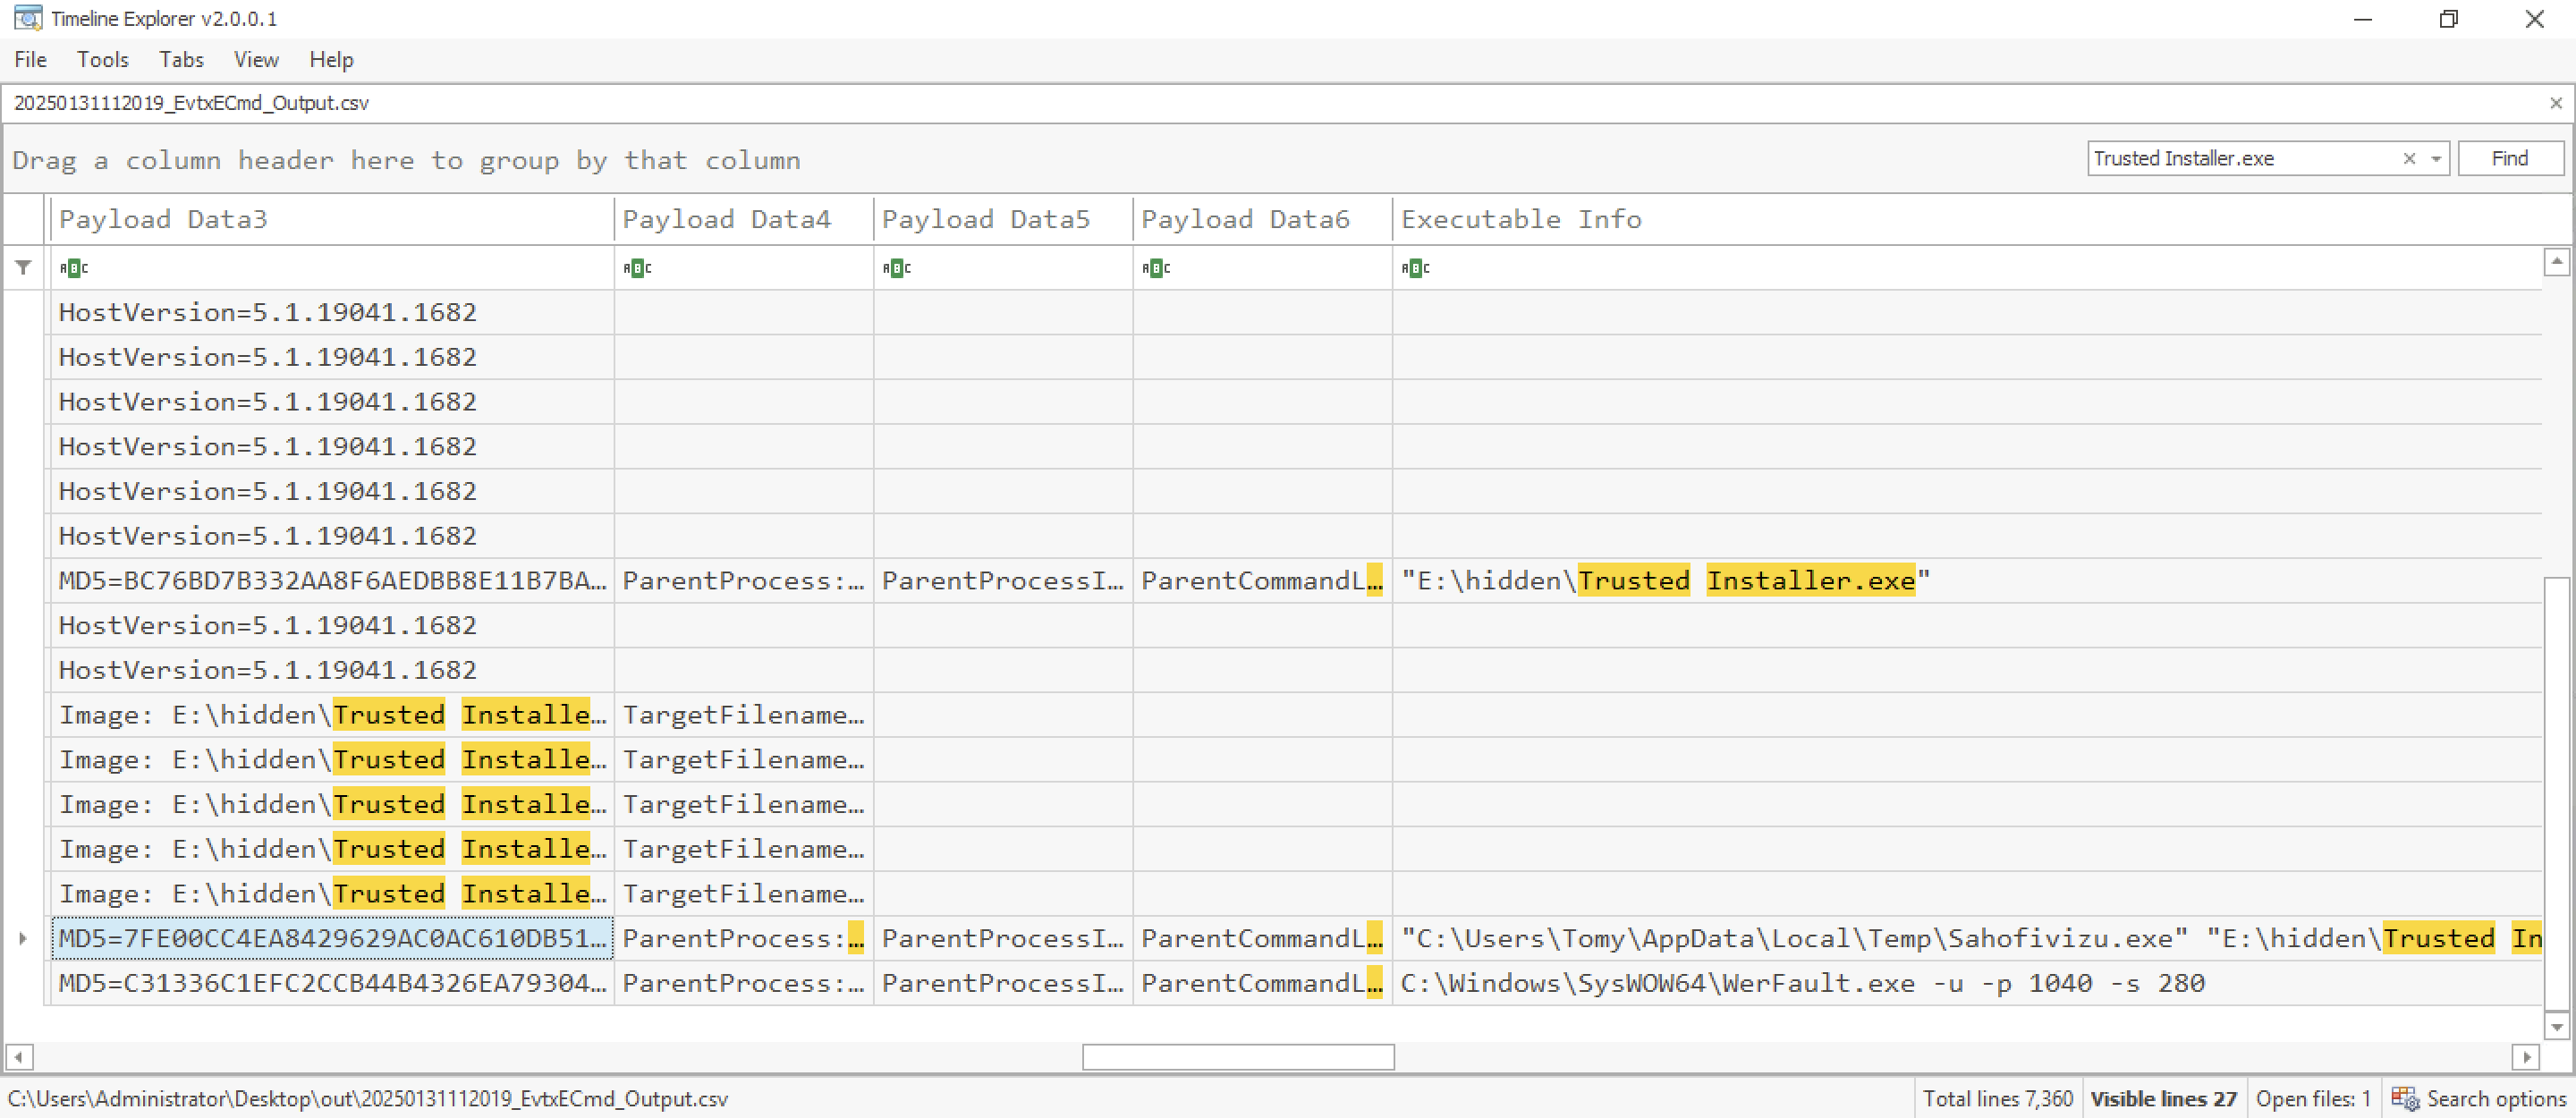 Timeline Explorer v2.0.0.1
File Tools Tabs View Help
20250131112019_EvtxECmd_Output.csv
Drag a column header here to group by that column
Trusted Installer.exe Find
Payload Data3 Payload Data4 Payload Data5 Payload Data6 Executable Info
HostVersion=5.1.19041.1682
HostVersion=5.1.19041.1682
HostVersion=5.1.19041.1682
HostVersion=5.1.19041.1682
HostVersion=5.1.19041.1682
HostVersion=5.1.19041.1682
MD5=BC76BD7B332AA8F6AEDBB8E11B7BA… ParentProcess:… ParentProcessI… ParentCommandL… "E:\hidden\Trusted Installer.exe"
HostVersion=5.1.19041.1682
HostVersion=5.1.19041.1682
Image: E:\hidden\Trusted Installe… TargetFilename…
Image: E:\hidden\Trusted Installe… TargetFilename…
Image: E:\hidden\Trusted Installe… TargetFilename…
Image: E:\hidden\Trusted Installe… TargetFilename…
Image: E:\hidden\Trusted Installe… TargetFilename…
MD5=7FE00CC4EA8429629AC0AC610DB51… ParentProcess:… ParentProcessI… ParentCommandL… "C:\Users\Tomy\AppData\Local\Temp\Sahofivizu.exe" "E:\hidden\Trusted In
MD5=C31336C1EFC2CCB44B4326EA79304… ParentProcess:… ParentProcessI… ParentCommandL… C:\Windows\SysWOW64\WerFault.exe -u -p 1040 -s 280
C:\Users\Administrator\Desktop\out\20250131112019_EvtxECmd_Output.csv Total lines 7,360 Visible lines 27 Open files: 1 Search options